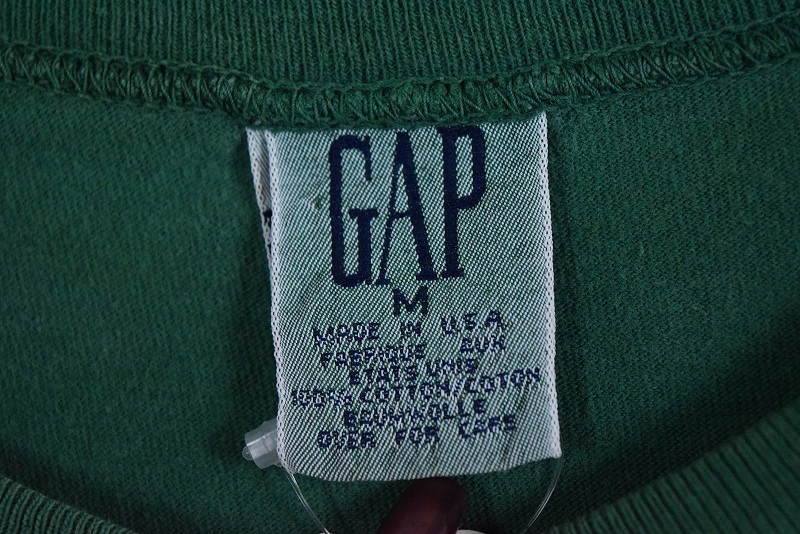 GAP
M
MADE IN U.S.A
FABRIQUE AUX
ETATS UNIS
100% COTTON/COTON
BAUMWOLLE
OVER FOR CARE